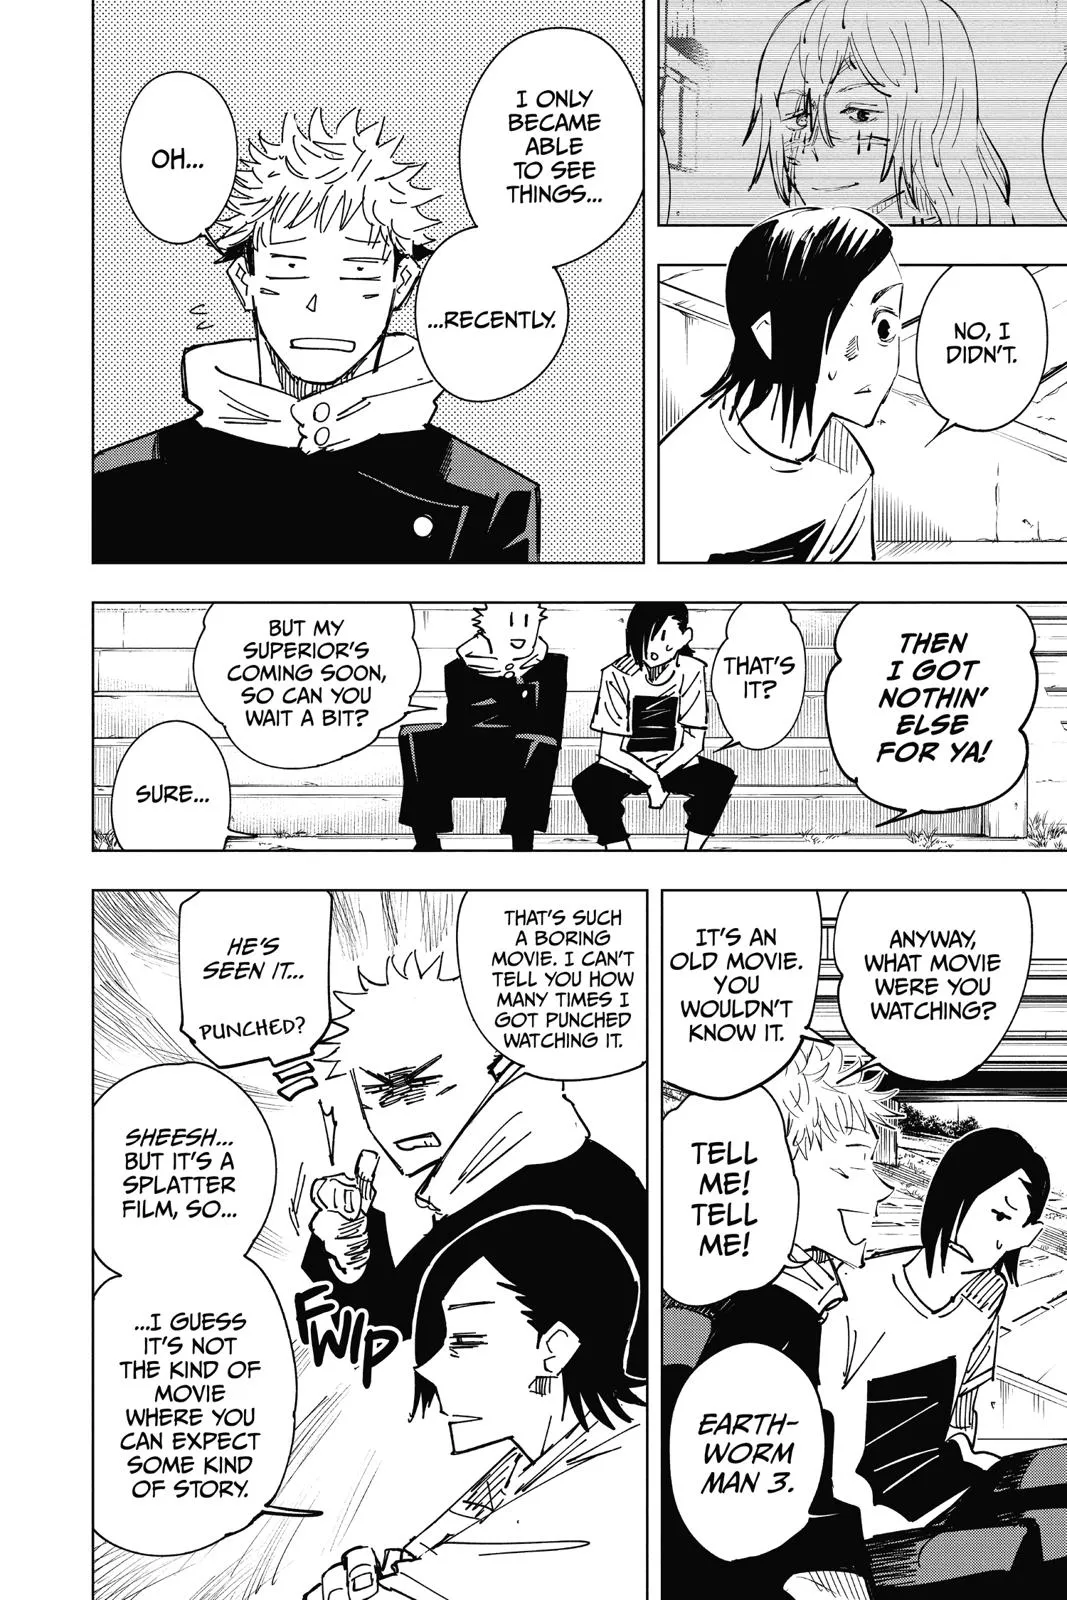 NO, I
DIDN'T.
I ONLY
BECAME
ABLE
TO SEE
THINGS...
...RECENTLY.
OH...
THEN
I GOT
NOTHIN'
ELSE
FOR YA!
THAT'S
IT?
BUT MY
SUPERIOR'S
COMING SOON,
SO CAN YOU
WAIT A BIT?
SURE...
ANYWAY,
WHAT MOVIE
WERE YOU
WATCHING?
IT'S AN
OLD MOVIE.
YOU
WOULDN'T
KNOW IT.
TELL
ME!
TELL
ME!
EARTH-
WORM
MAN 3.
THAT'S SUCH
A BORING
MOVIE. I CAN'T
TELL YOU HOW
MANY TIMES I
GOT PUNCHED
WATCHING IT.
HE'S
SEEN IT...
PUNCHED?
FWIP
SHEESH...
BUT IT'S A
SPLATTER
FILM, SO...
...I GUESS
IT'S NOT
THE KIND OF
MOVIE
WHERE YOU
CAN EXPECT
SOME KIND
OF STORY.